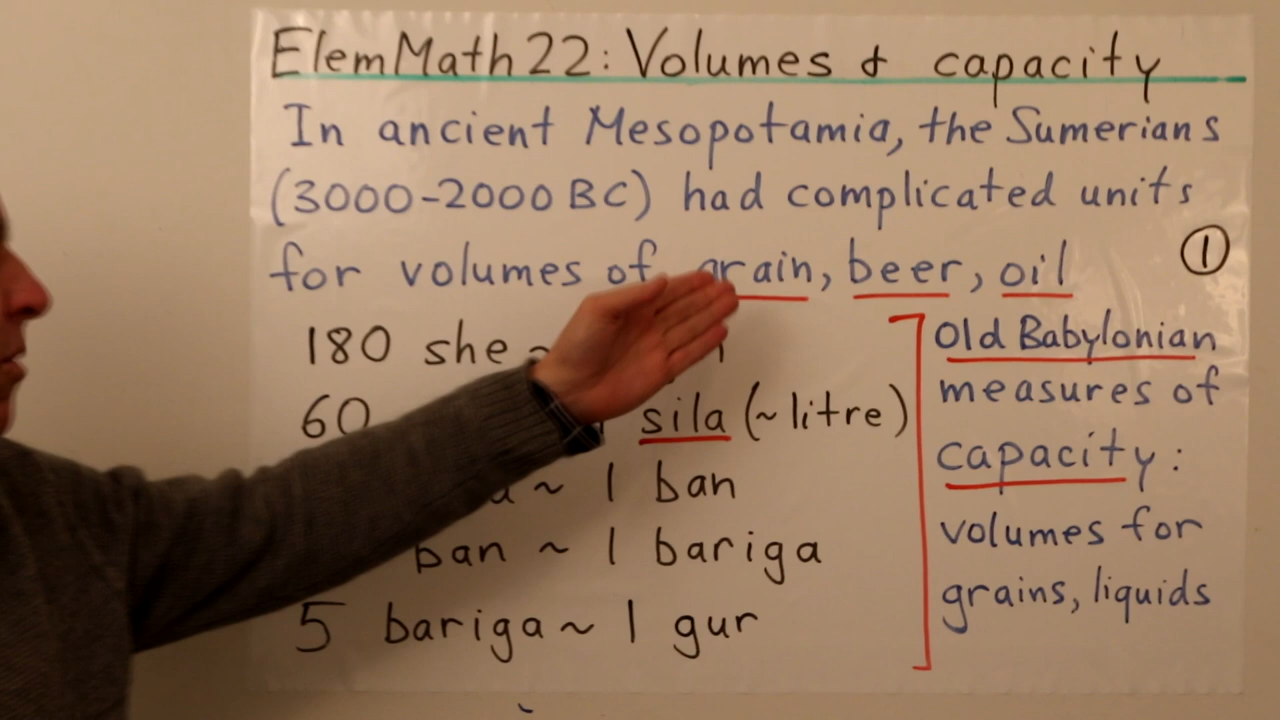 ElemMath22: Volumes & capacity
In ancient Mesopotamia, the Sumerians
(3000-2000 BC) had complicated units
for volumes of grain, beer, oil
①
180 she ~
60 sila (~litre)
~ 1 ban
ban ~ 1 bariga
5 bariga ~ 1 gur
Old Babylonian
measures of
capacity:
volumes for
grains, liquids